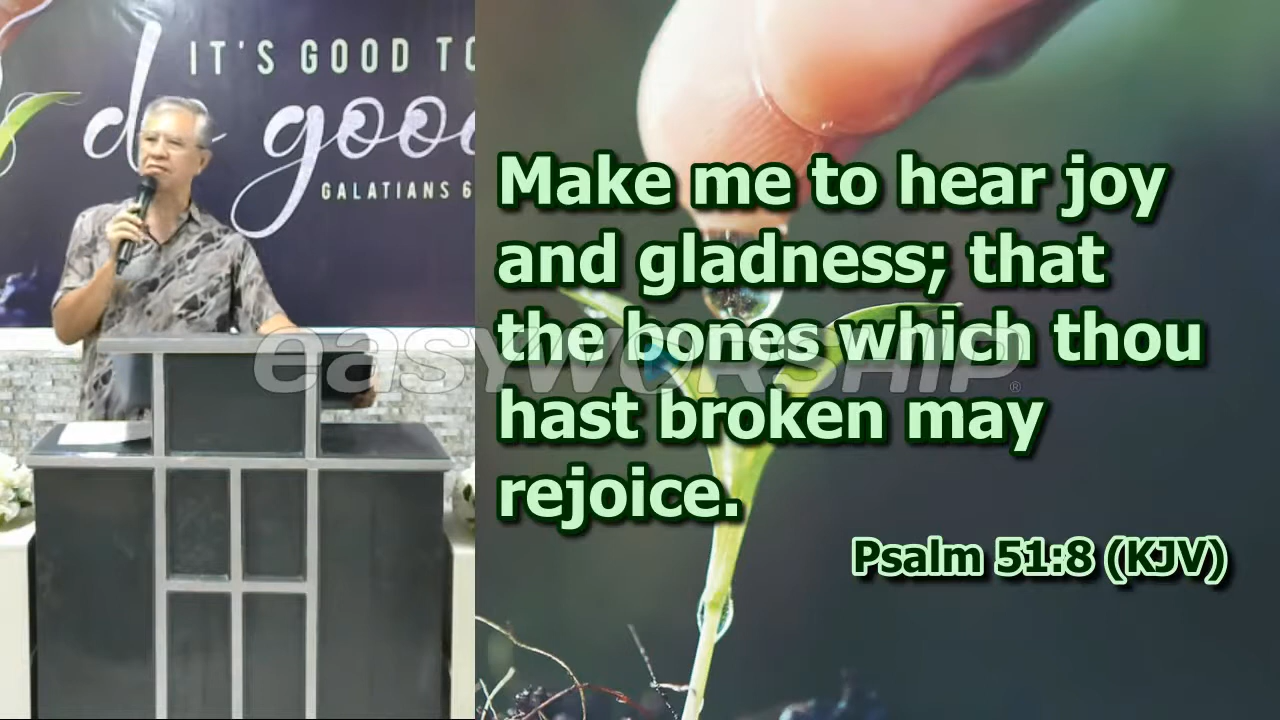 IT'S GOOD TO
do good
GALATIANS 6
Make me to hear joy
and gladness; that
the bones which thou
hast broken may
rejoice.
Psalm 51:8 (KJV)
easyworship®